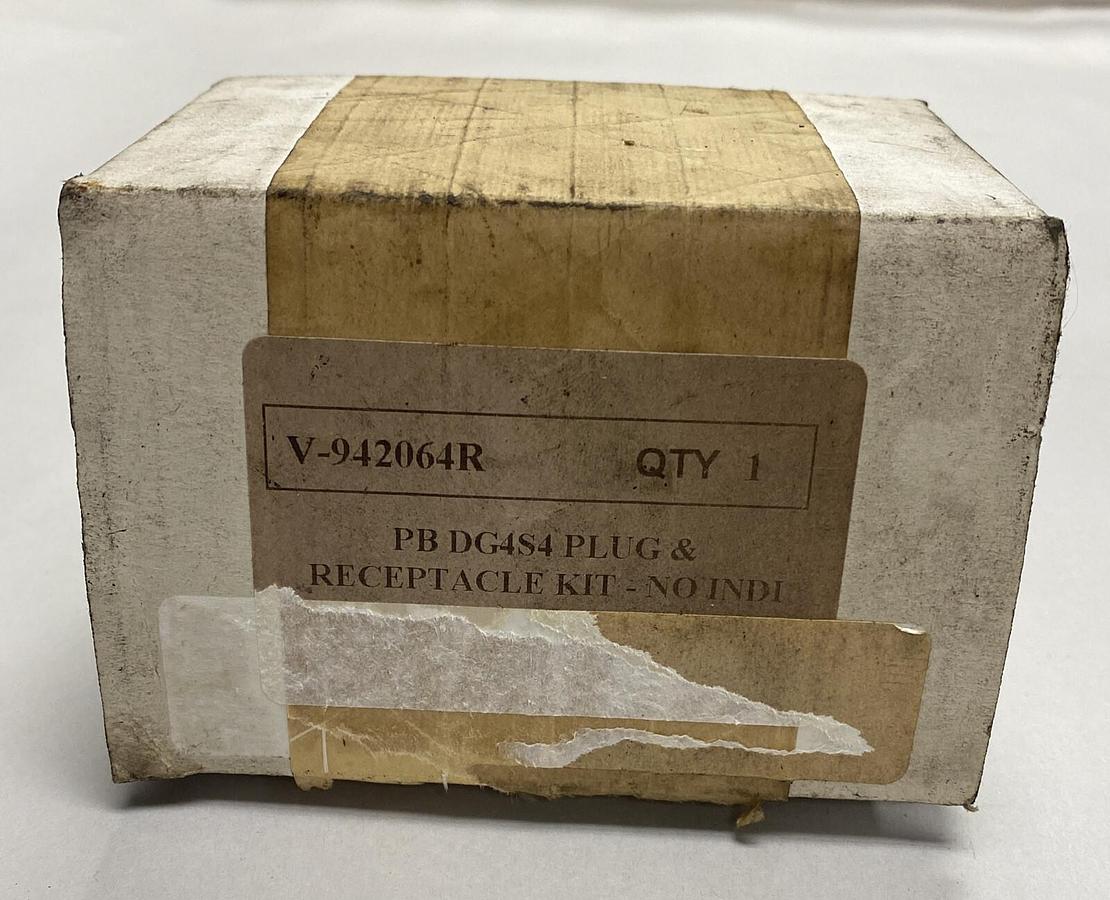 V-942064R QTY 1
PB DG4S4 PLUG &
RECEPTACLE KIT - NO INDI